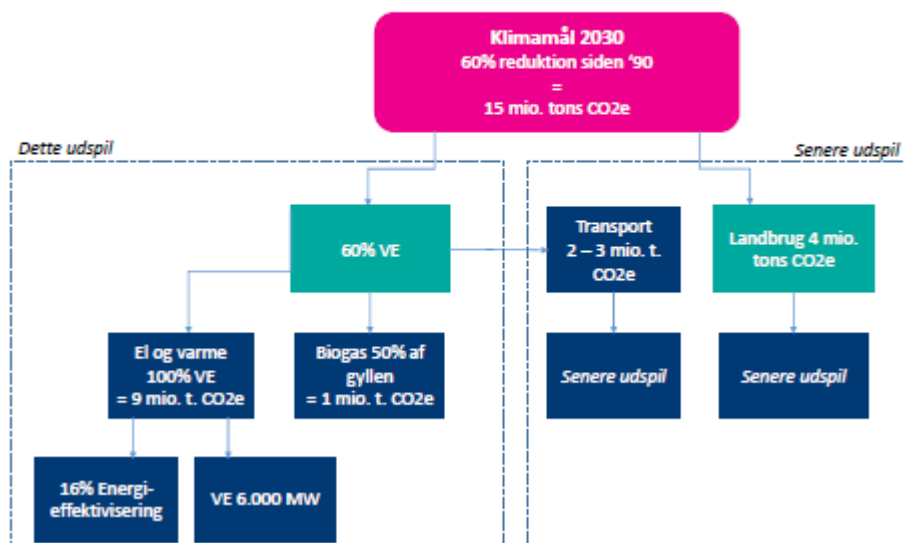 Klimamål 2030
60% reduktion siden '90
=
15 mio. tons CO2e
Dette udspil
Senere udspil
60% VE
Transport
2 – 3 mio. t.
CO2e
Landbrug 4 mio.
tons CO2e
El og varme
100% VE
= 9 mio. t. CO2e
Biogas 50% af
gyllen
= 1 mio. t. CO2e
Senere udspil
Senere udspil
16% Energi-
effektivisering
VE 6.000 MW